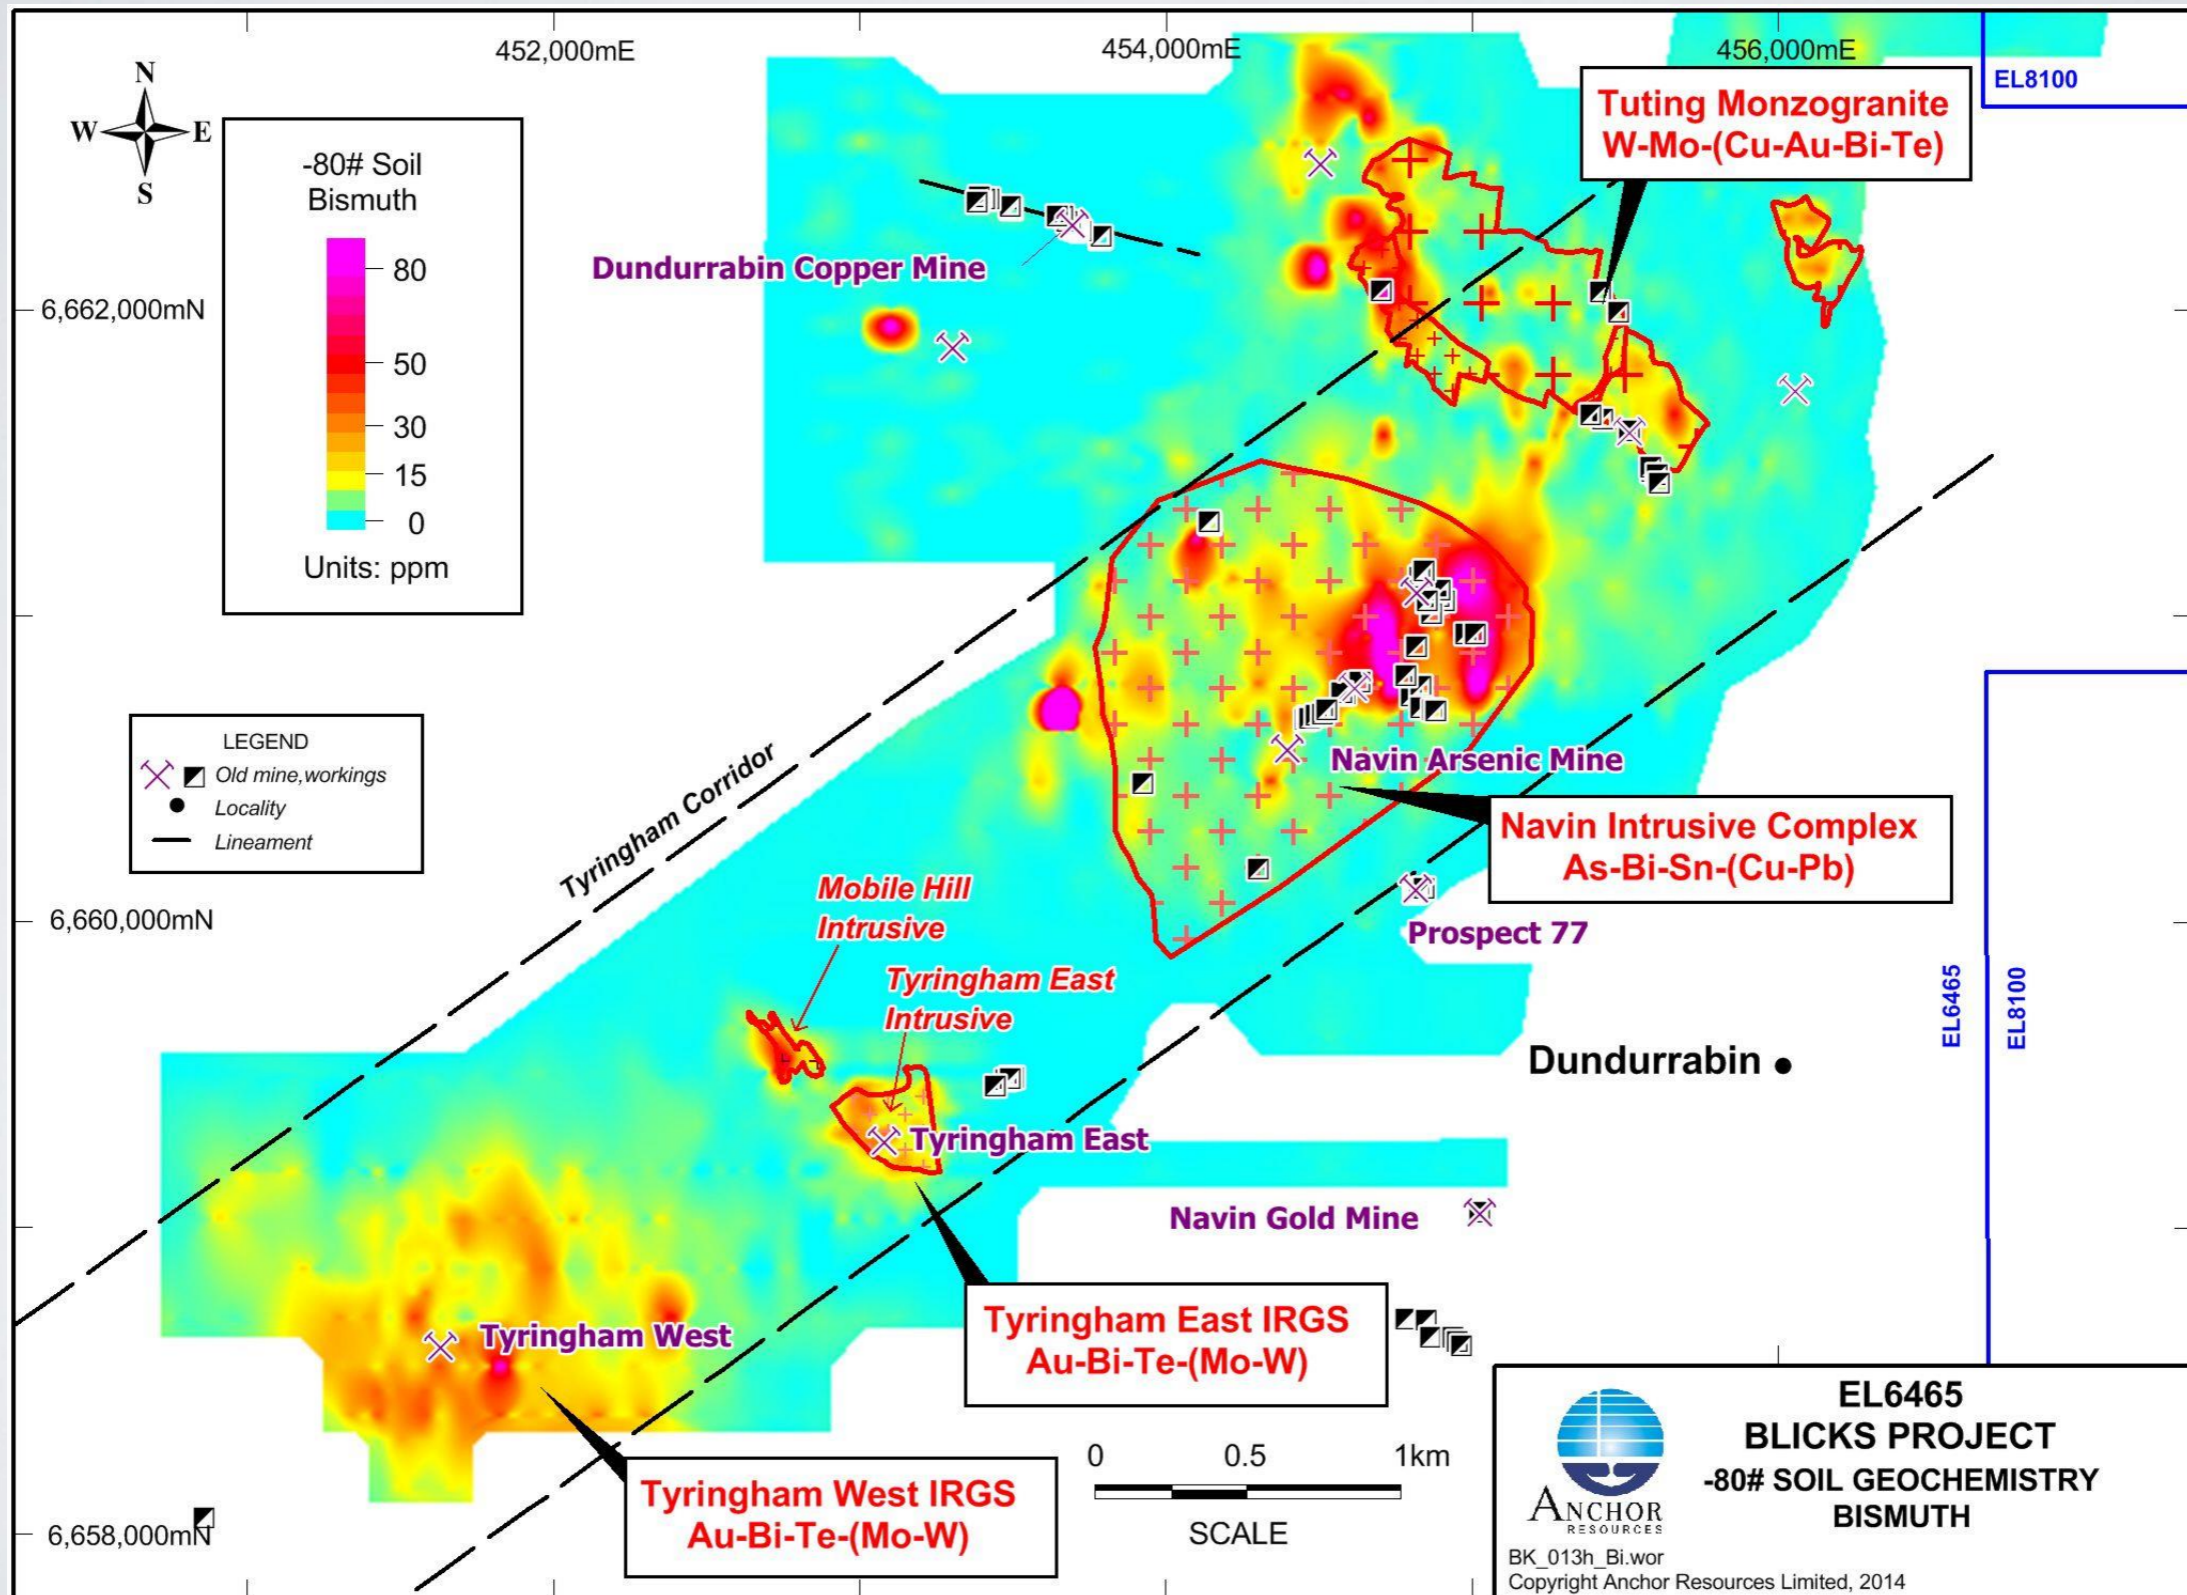 452,000mE
454,000mE
456,000mE
N
W
E
S
-80# Soil
Bismuth
80
50
30
15
0
Units: ppm
EL8100
Tuting Monzogranite
W-Mo-(Cu-Au-Bi-Te)
Dundurrabin Copper Mine
6,662,000mN
LEGEND
Old mine,workings
Locality
Lineament
Tyringham Corridor
Navin Arsenic Mine
Navin Intrusive Complex
As-Bi-Sn-(Cu-Pb)
6,660,000mN
Mobile Hill
Intrusive
Prospect 77
Tyringham East
Intrusive
EL6465
EL8100
Dundurrabin
Tyringham East
Navin Gold Mine
Tyringham West
Tyringham East IRGS
Au-Bi-Te-(Mo-W)
Tyringham West IRGS
Au-Bi-Te-(Mo-W)
6,658,000mN
0
0.5
1km
SCALE
ANCHOR
RESOURCES
EL6465
BLICKS PROJECT
-80# SOIL GEOCHEMISTRY
BISMUTH
BK_013h_Bi.wor
Copyright Anchor Resources Limited, 2014